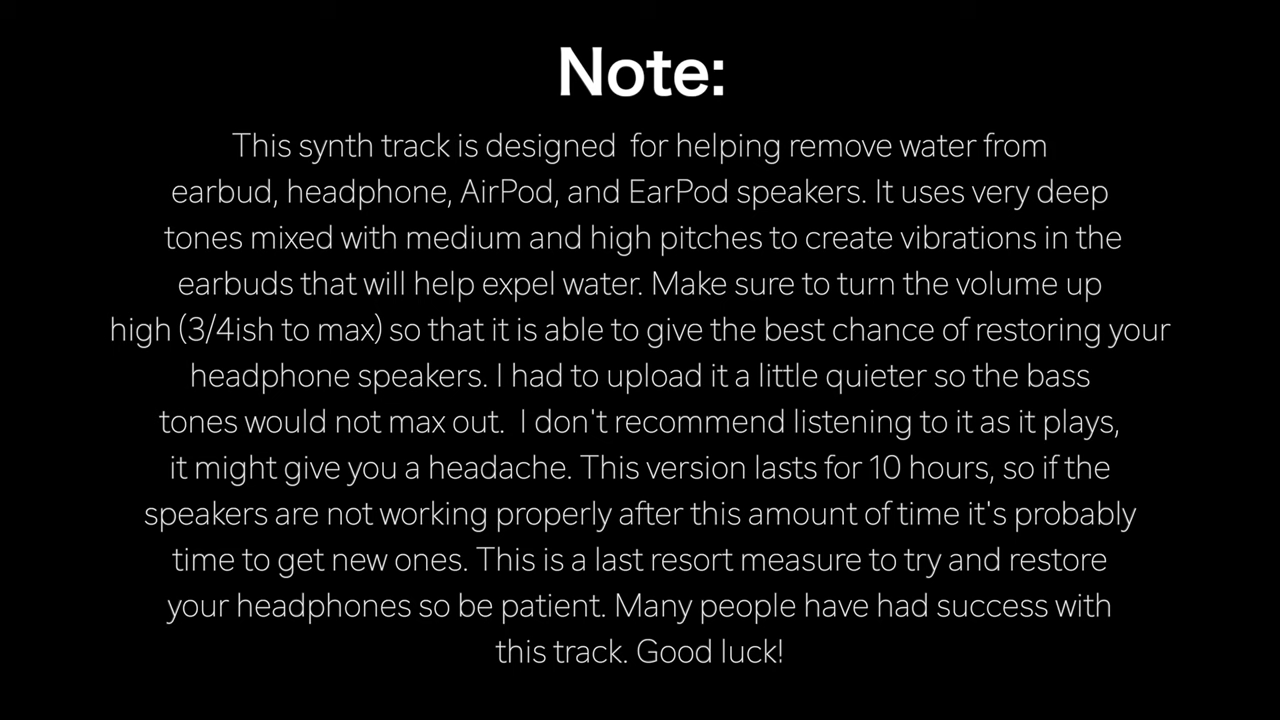 Note:
This synth track is designed  for helping remove water from
earbud, headphone, AirPod, and EarPod speakers. It uses very deep
tones mixed with medium and high pitches to create vibrations in the
earbuds that will help expel water. Make sure to turn the volume up
high (3/4ish to max) so that it is able to give the best chance of restoring your
headphone speakers. I had to upload it a little quieter so the bass
tones would not max out.  I don't recommend listening to it as it plays,
it might give you a headache. This version lasts for 10 hours, so if the
speakers are not working properly after this amount of time it's probably
time to get new ones. This is a last resort measure to try and restore
your headphones so be patient. Many people have had success with
this track. Good luck!